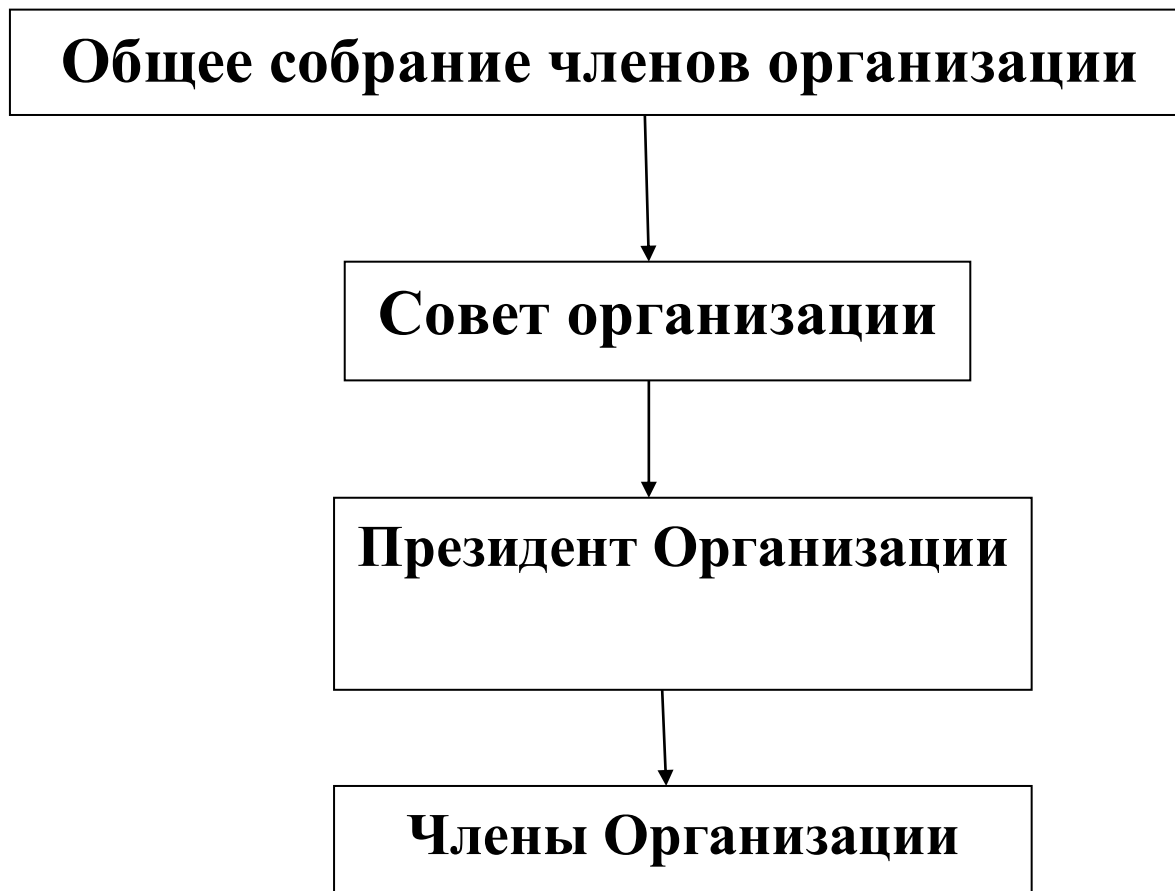 Общее собрание членов организации
Совет организации
Президент Организации
Члены Организации